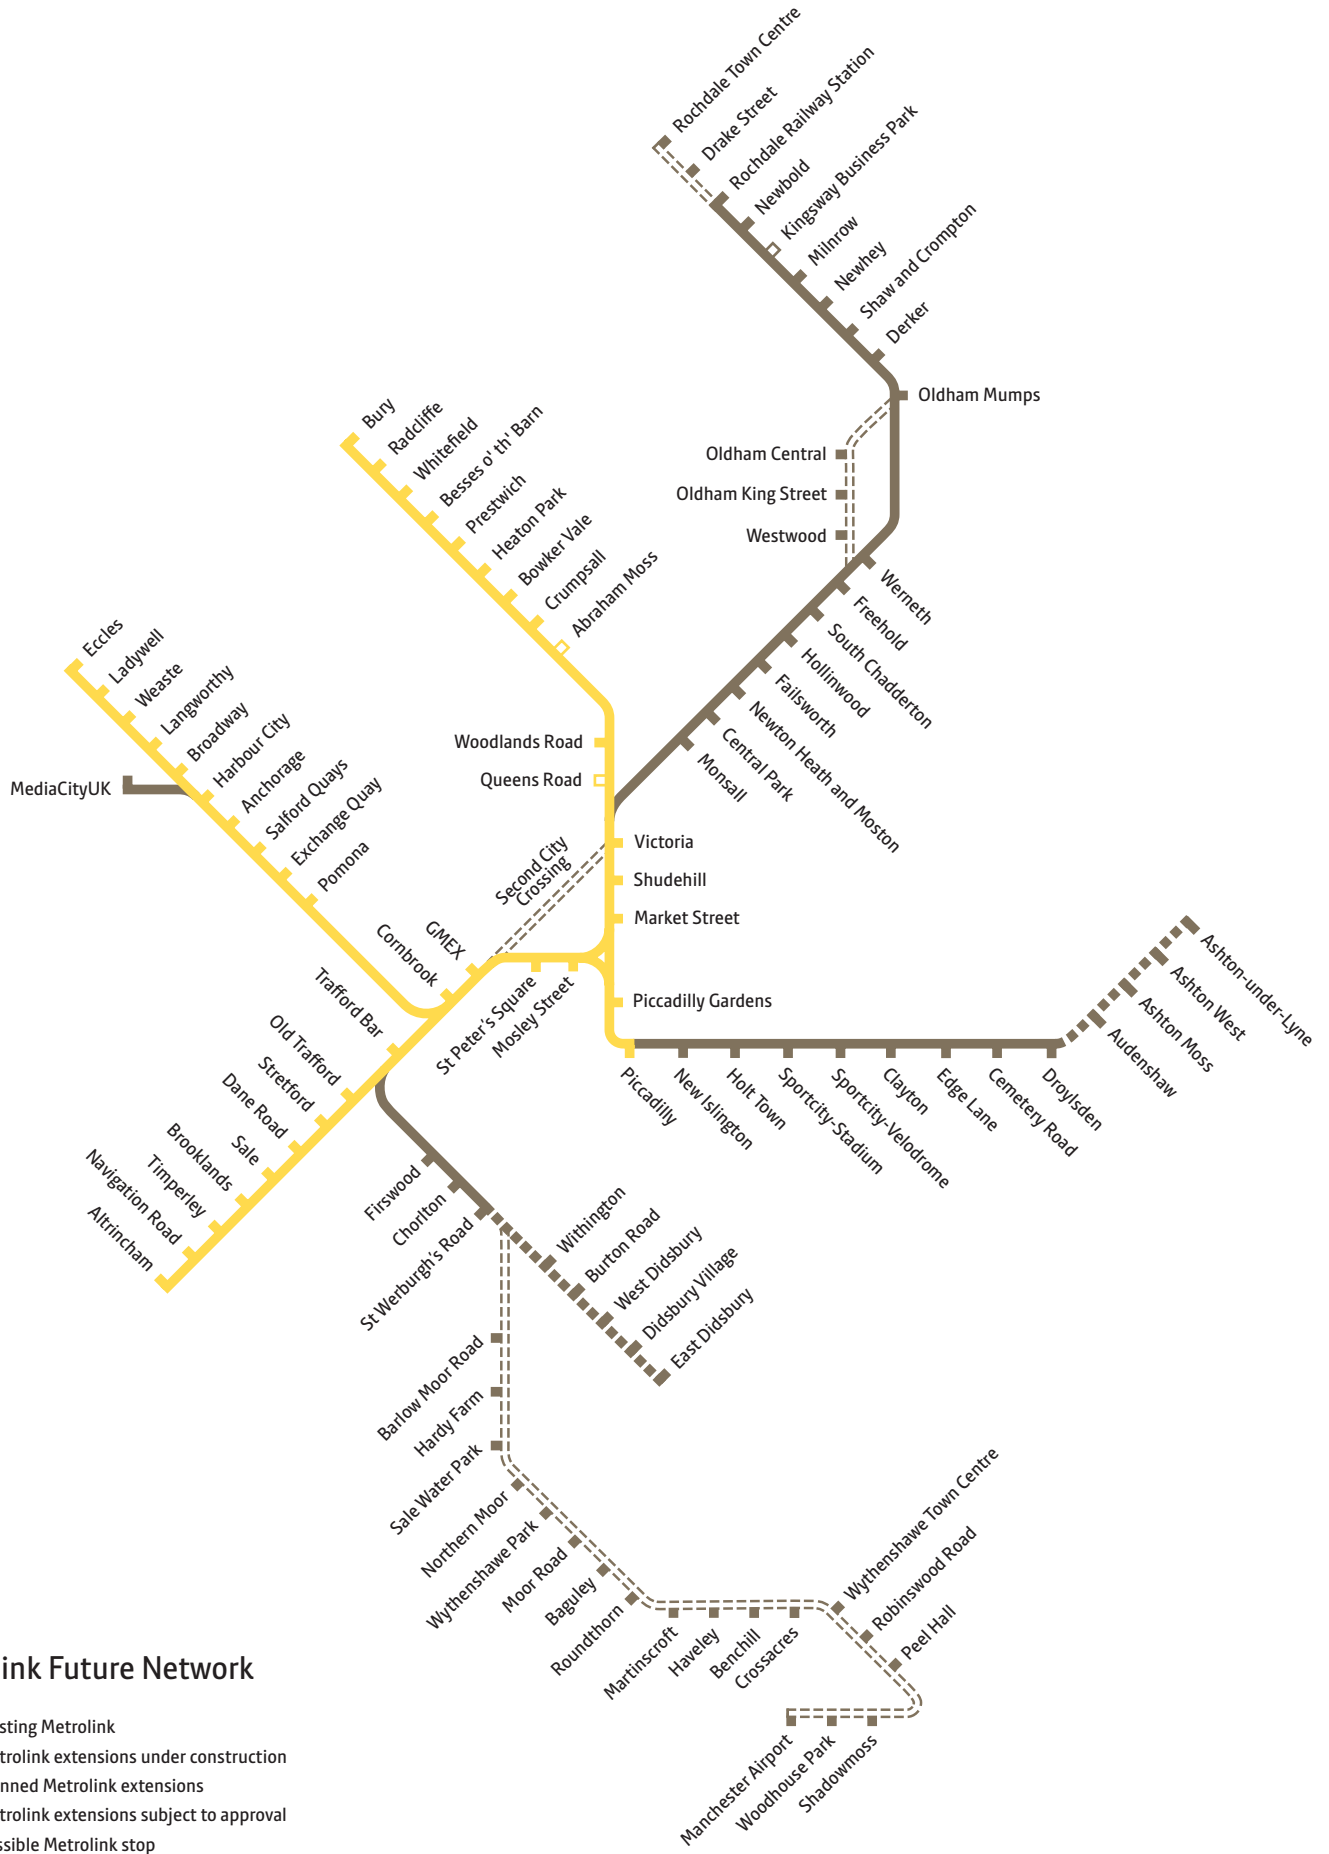 Rochdale Town Centre
Drake Street
Rochdale Railway Station
Newbold
Kingsway Business Park
Milnrow
Newhey
Shaw and Crompton
Derker
Oldham Mumps
Oldham Central
Oldham King Street
Westwood
Werneth
Freehold
South Chadderton
Hollinwood
Failsworth
Newton Heath and Moston
Central Park
Monsall
Bury
Radcliffe
Whitefield
Besses o' th' Barn
Prestwich
Heaton Park
Bowker Vale
Crumpsall
Abraham Moss
Woodlands Road
Queens Road
Victoria
Shudehill
Market Street
Piccadilly Gardens
Eccles
Ladywell
Weaste
Langworthy
Broadway
Harbour City
Anchorage
Salford Quays
Exchange Quay
Pomona
MediaCityUK
Second City
Crossing
GMEX
Cornbrook
Trafford Bar
Old Trafford
Stretford
Dane Road
Sale
Brooklands
Timperley
Navigation Road
Altrincham
St Peter's Square
Mosley Street
Piccadilly
New Islington
Holt Town
Sportcity-Stadium
Sportcity-Velodrome
Clayton
Edge Lane
Cemetery Road
Droylsden
Audenshaw
Ashton Moss
Ashton West
Ashton-under-Lyne
Firswood
Chorlton
St Werburgh's Road
Withington
Burton Road
West Didsbury
Didsbury Village
East Didsbury
Barlow Moor Road
Hardy Farm
Sale Water Park
Northern Moor
Wythenshawe Park
Moor Road
Baguley
Roundthorn
Martinscroft
Haveley
Benchill
Crossacres
Wythenshawe Town Centre
Robinswood Road
Peel Hall
Shadowmoss
Woodhouse Park
Manchester Airport
ink Future Network
sting Metrolink
trolink extensions under construction
nned Metrolink extensions
trolink extensions subject to approval
ssible Metrolink stop